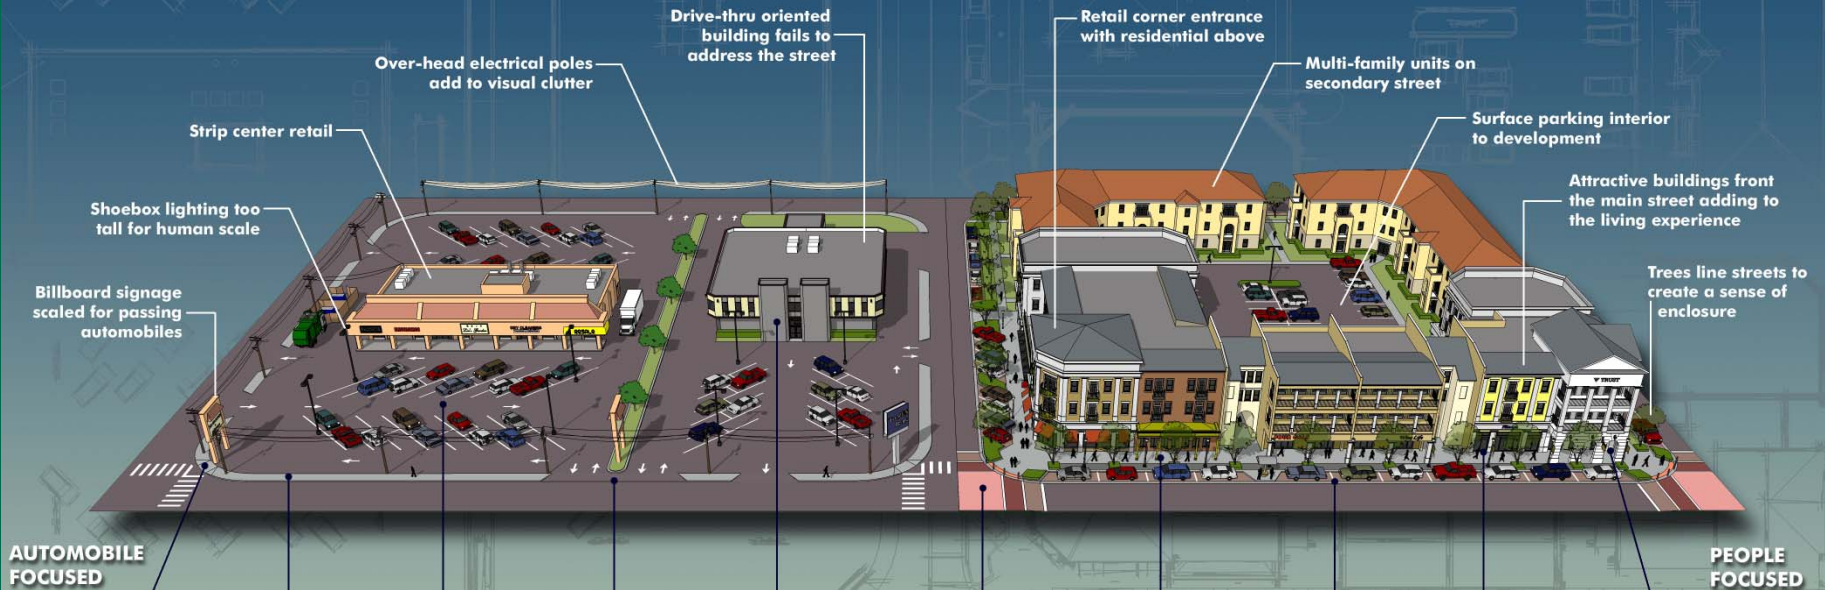 Drive-thru oriented
building fails to
address the street
Retail corner entrance
with residential above
Over-head electrical poles
add to visual clutter
Multi-family units on
secondary street
Strip center retail
Surface parking interior
to development
Shoebox lighting too
tall for human scale
Attractive buildings front
the main street adding to
the living experience
Billboard signage
scaled for passing
automobiles
Trees line streets to
create a sense of
enclosure
TRUST
AUTOMOBILE
FOCUSED
PEOPLE
FOCUSED